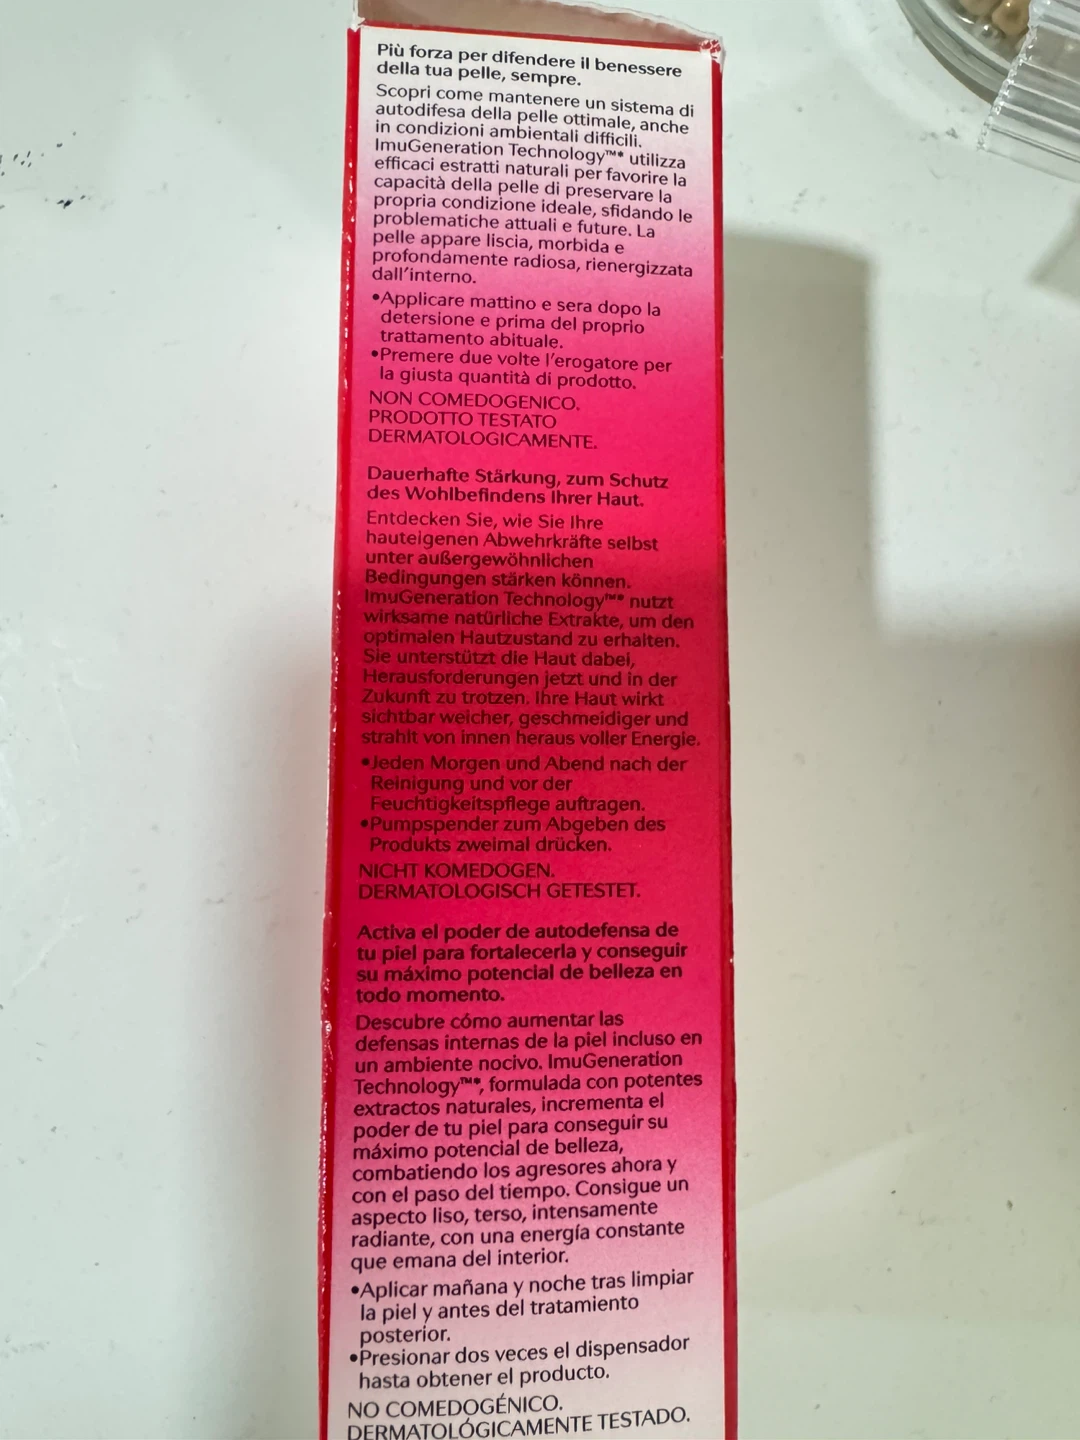 Più forza per difendere il benessere
della tua pelle, sempre.
Scopri come mantenere un sistema di
autodifesa della pelle ottimale, anche
in condizioni ambientali difficili.
ImuGeneration Technology™* utilizza
efficaci estratti naturali per favorire la
capacità della pelle di preservare la
propria condizione ideale, sfidando le
problematiche attuali e future. La
pelle appare liscia, morbida e
profondamente radiosa, rienergizzata
dall'interno.
•Applicare mattino e sera dopo la
detersione e prima del proprio
trattamento abituale.
•Premere due volte l'erogatore per
la giusta quantità di prodotto.
NON COMEDOGENICO.
PRODOTTO TESTATO
DERMATOLOGICAMENTE.
Dauerhafte Stärkung, zum Schutz
des Wohlbefindens Ihrer Haut.
Entdecken Sie, wie Sie Ihre
hauteigenen Abwehrkräfte selbst
unter außergewöhnlichen
Bedingungen stärken können.
ImuGeneration Technology™* nutzt
wirksame natürliche Extrakte, um den
optimalen Hautzustand zu erhalten.
Sie unterstützt die Haut dabei,
Herausforderungen jetzt und in der
Zukunft zu trotzen. Ihre Haut wirkt
sichtbar weicher, geschmeidiger und
strahlt von innen heraus voller Energie.
•Jeden Morgen und Abend nach der
Reinigung und vor der
Feuchtigkeitspflege auftragen.
•Pumpspender zum Abgeben des
Produkts zweimal drücken.
NICHT KOMEDOGEN.
DERMATOLOGISCH GETESTET.
Activa el poder de autodefensa de
tu piel para fortalecerla y conseguir
su máximo potencial de belleza en
todo momento.
Descubre cómo aumentar las
defensas internas de la piel incluso en
un ambiente nocivo. ImuGeneration
Technology™*, formulada con potentes
extractos naturales, incrementa el
poder de tu piel para conseguir su
máximo potencial de belleza,
combatiendo los agresores ahora y
con el paso del tiempo. Consigue un
aspecto liso, terso, intensamente
radiante, con una energía constante
que emana del interior.
•Aplicar mañana y noche tras limpiar
la piel y antes del tratamiento
posterior.
•Presionar dos veces el dispensador
hasta obtener el producto.
NO COMEDOGÉNICO.
DERMATOLÓGICAMENTE TESTADO.